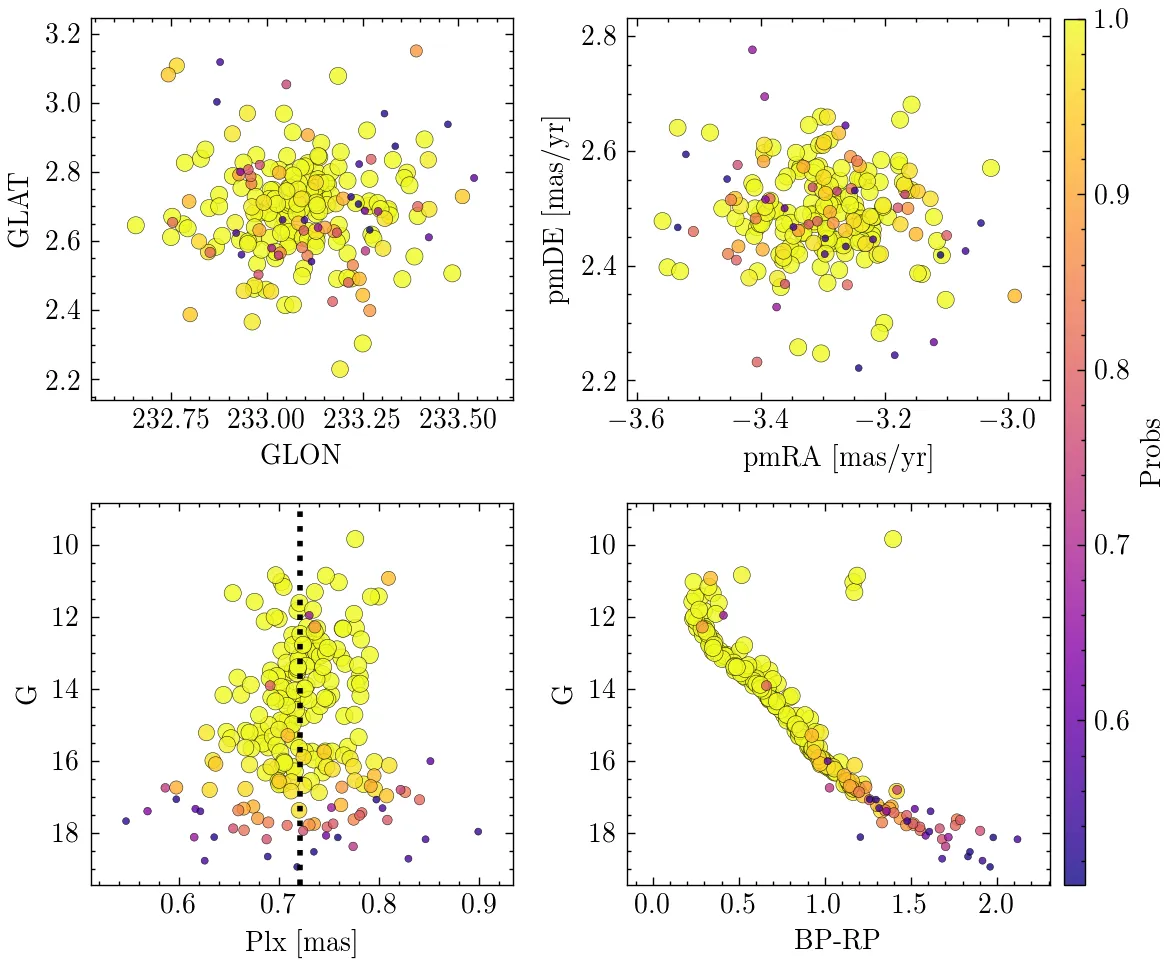 3.2
3.0
2.8
2.6
2.4
2.2
GLAT
232.75 233.00 233.25 233.50
GLON
2.8
2.6
2.4
2.2
pmDE [mas/yr]
−3.6 −3.4 −3.2 −3.0
pmRA [mas/yr]
10
12
14
16
18
G
0.6 0.7 0.8 0.9
Plx [mas]
10
12
14
16
18
G
0.0 0.5 1.0 1.5 2.0
BP-RP
1.0
0.9
0.8
0.7
0.6
Probs